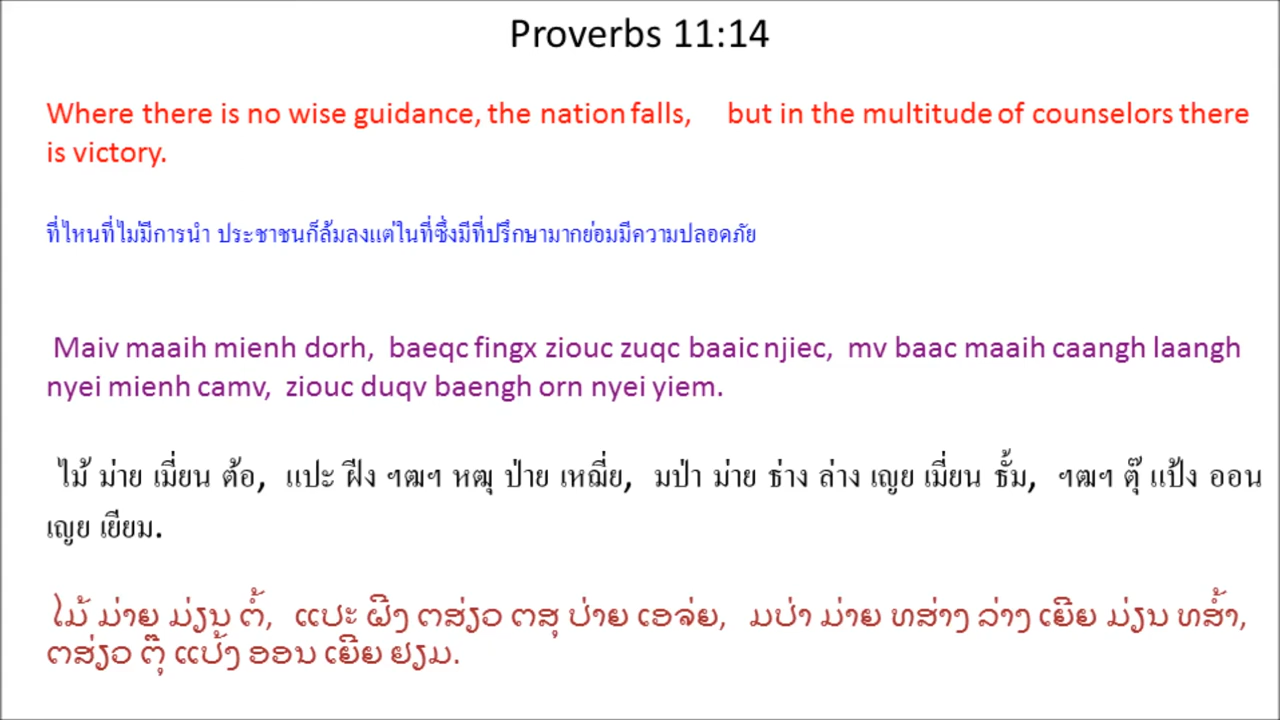 Proverbs 11:14
Where there is no wise guidance, the nation falls, but in the multitude of counselors there
is victory.
ที่ไหนที่ไม่มีการนำ ประชาชนก็ล้มลงแต่ในที่ซึ่งมีที่ปรึกษามากย่อมมีความปลอดภัย
Maiv maaih mienh dorh, baeqc fingx ziouc zuqc baaic njiec, mv baac maaih caangh laangh
nyei mienh camv, ziouc duqv baengh orn nyei yiem.
ไม้ ม่าย เมี่ยน ต้อ, แปะ ฝีง ฯฒฯ หฒุ ป่าย เหฌี่ย, มป่า ม่าย ธ่าง ล่าง เญย เมี่ยน ธั้ม, ฯฒฯ ตุ๊ แป้ง ออน
เญย เยียม.
ໄມ້ ມ່າຍ ມ່ຽນ ຕໍ້, ແປະ ຝີງ ຕສ່ຽວ ຕສຸ ປ່າຍ ເອຈ່ຍ, ມປ່າ ມ່າຍ ທສ່າງ ລ່າງ ເຍີຍ ມ່ຽນ ທສ້ຳ,
ຕສ່ຽວ ຕຸ໊ ແປ້ງ ອອນ ເຍີຍ ຢຽມ.